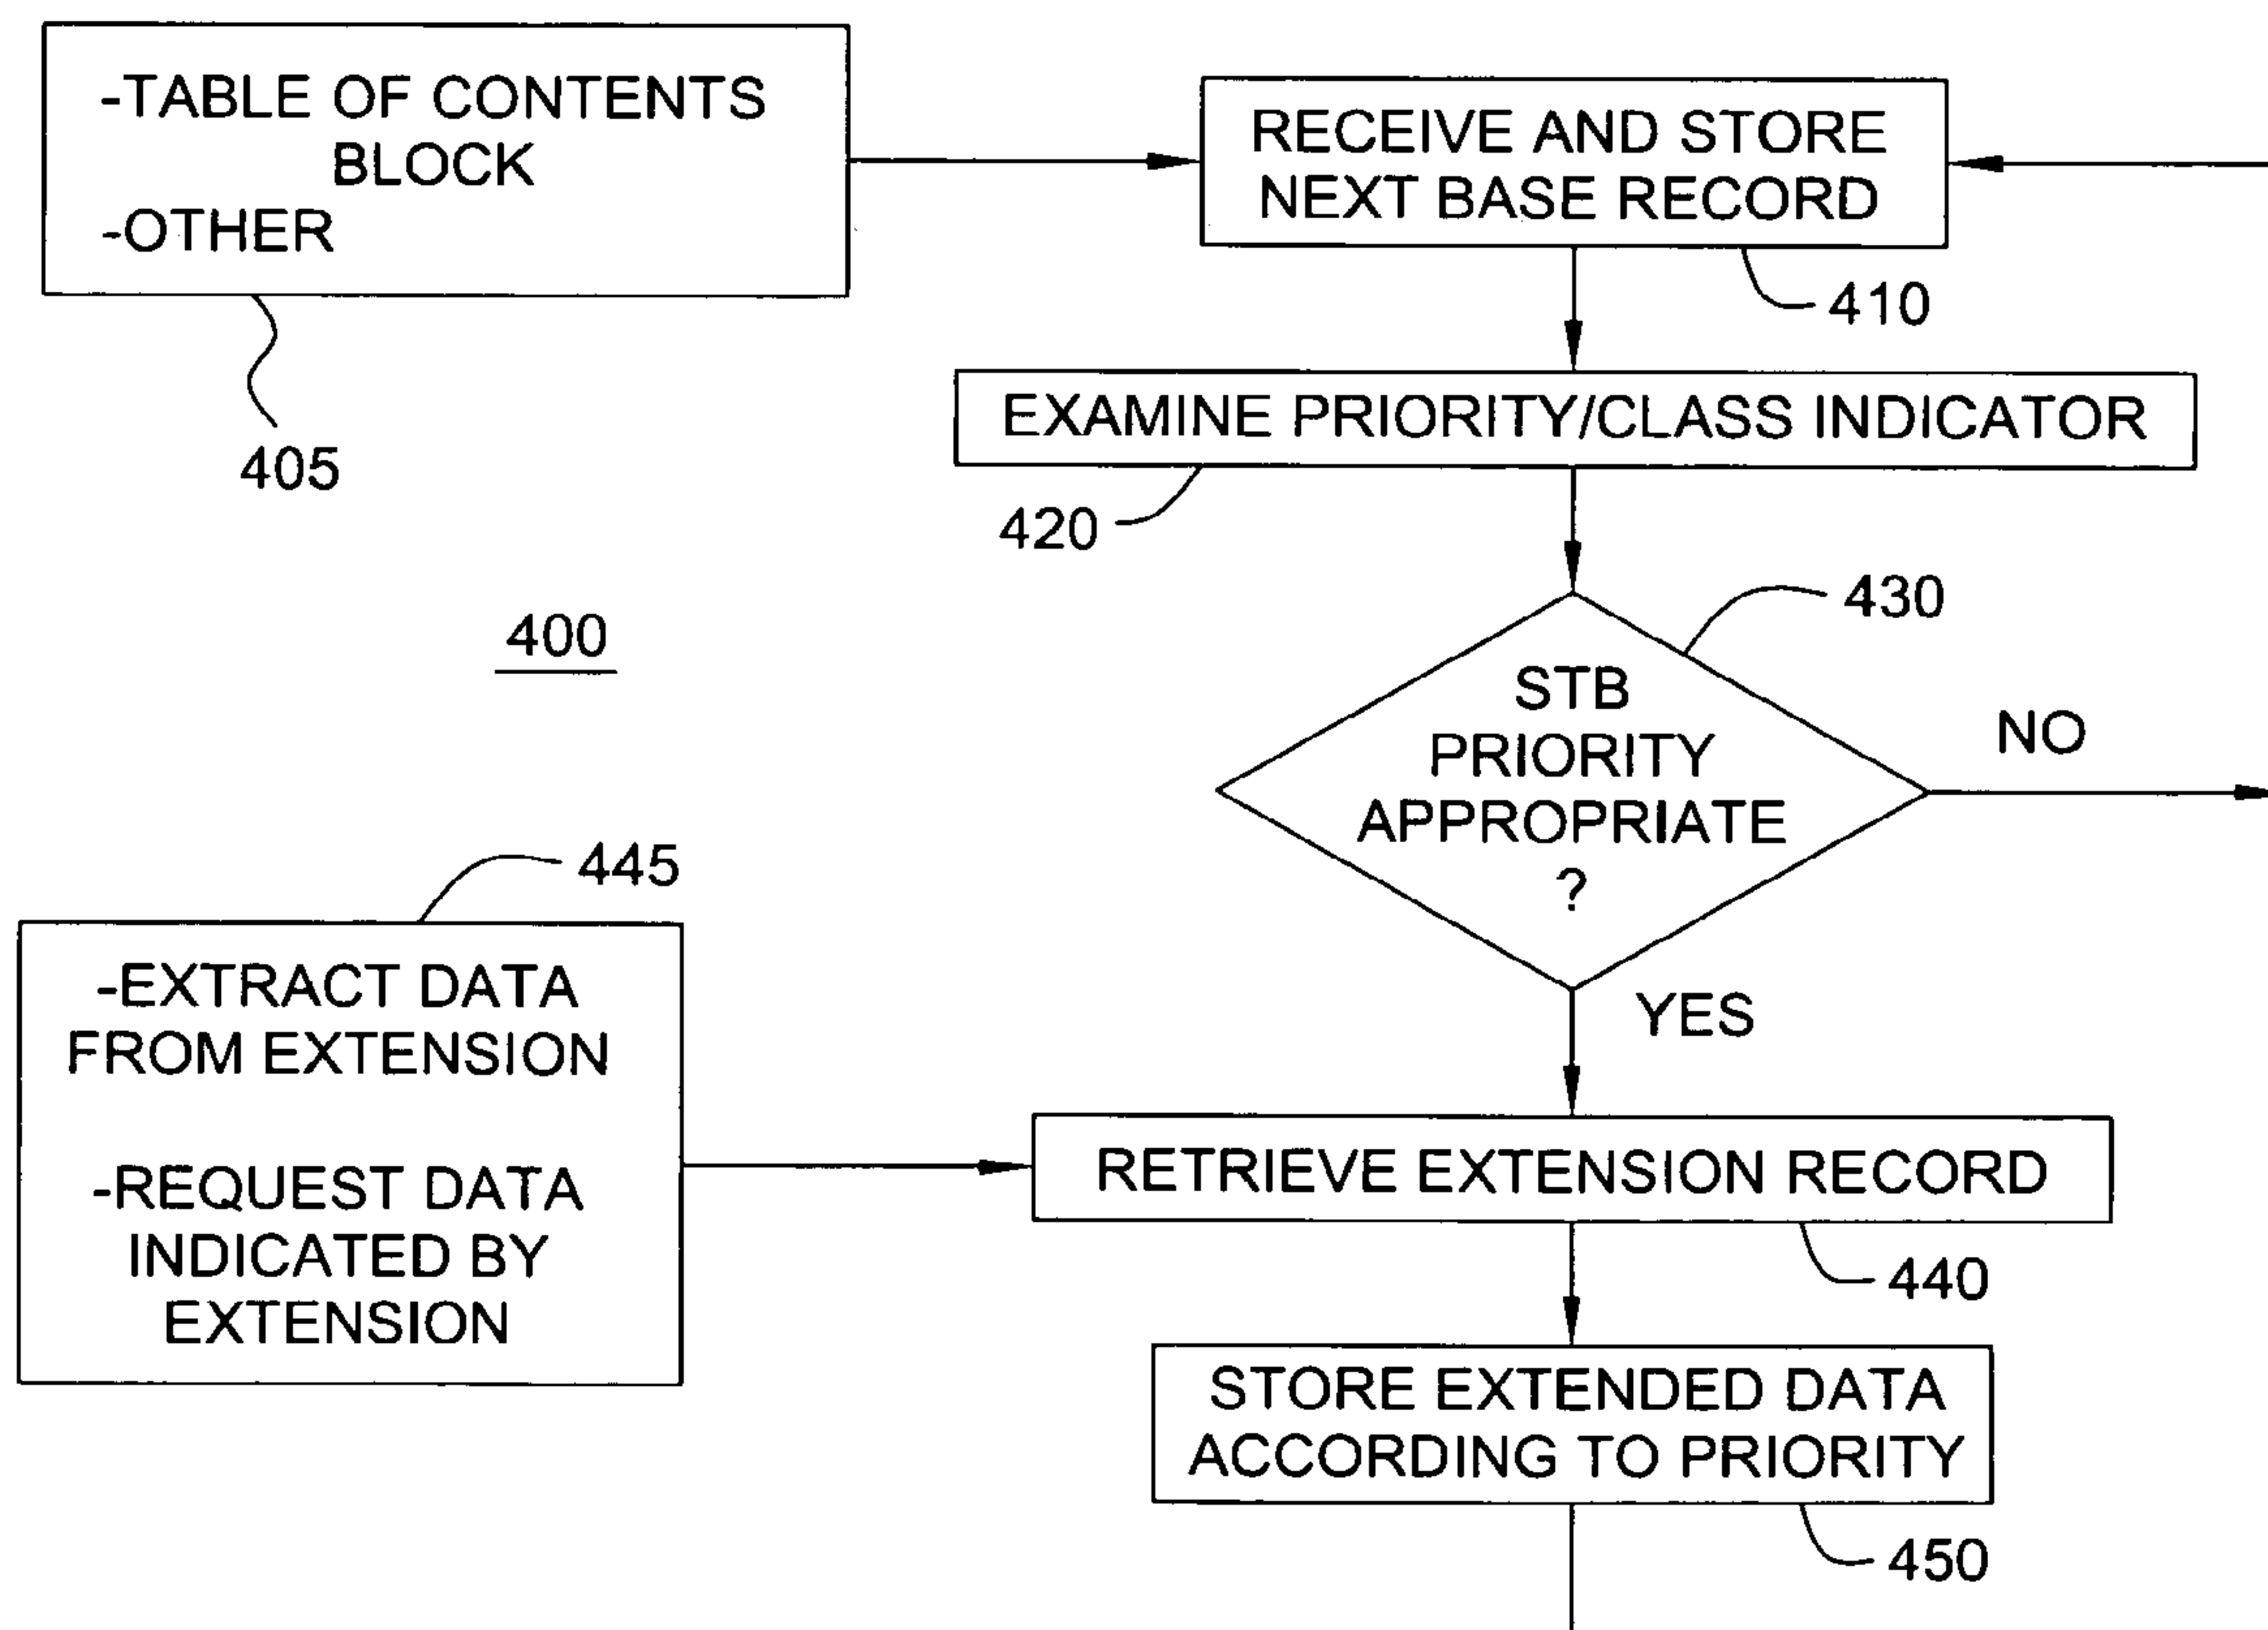 -TABLE OF CONTENTS
BLOCK
-OTHER
405
RECEIVE AND STORE
NEXT BASE RECORD
410
EXAMINE PRIORITY/CLASS INDICATOR
420
400
STB
PRIORITY
APPROPRIATE
?
430
NO
YES
445
-EXTRACT DATA
FROM EXTENSION
-REQUEST DATA
INDICATED BY
EXTENSION
RETRIEVE EXTENSION RECORD
440
STORE EXTENDED DATA
ACCORDING TO PRIORITY
450